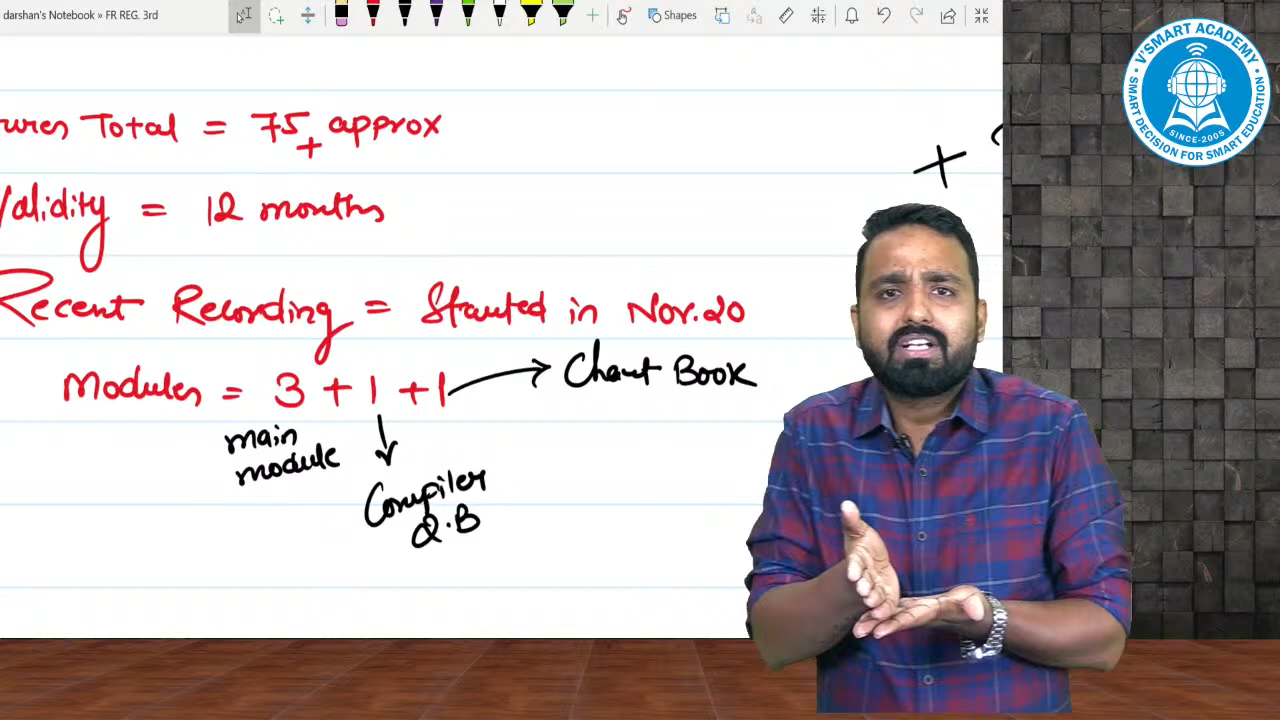 darshan's Notebook » FR REG. 3rd
Shapes
V'SMART ACADEMY
SMART DECISION FOR SMART EDUCATION
SINCE-2005
ures Total = 75+ approx
Validity = 12 months
Recent Recording = Started in Nov.20
Modules = 3 + 1 + 1 → Chart Book
main
module
Compiler
Q.B
+